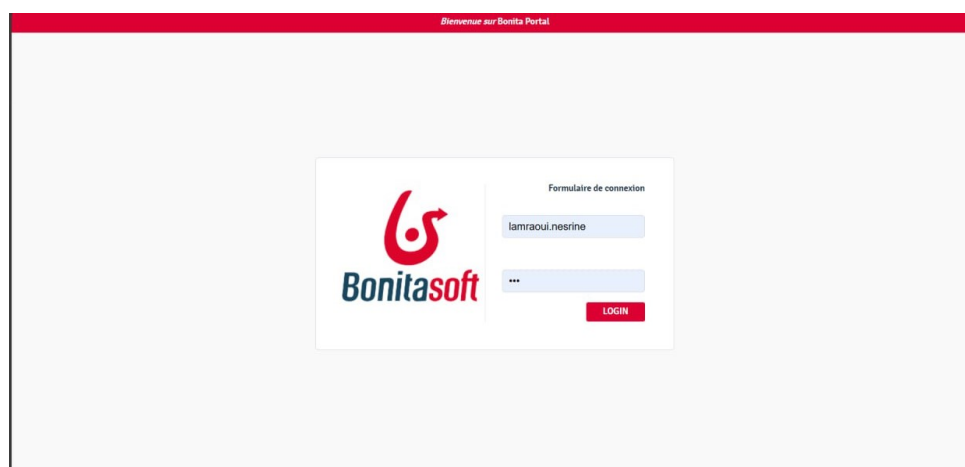 Bienvenue sur Bonita Portal
Bonitasoft
Formulaire de connexion
lamraoui.nesrine
•••
LOGIN